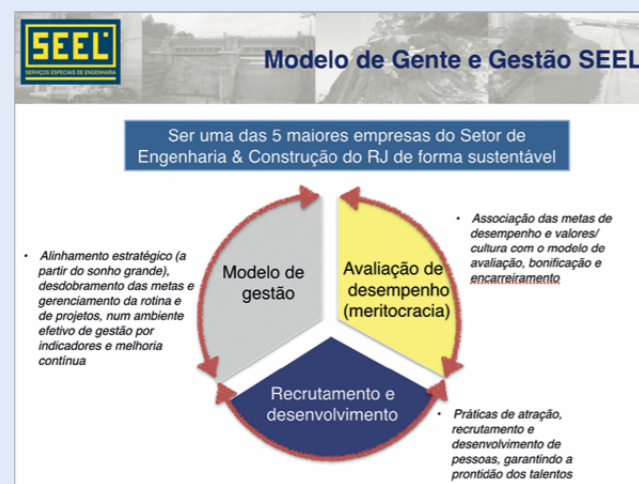 SEEL
SERVIÇOS ESPECIAIS DE ENGENHARIA
Modelo de Gente e Gestão SEEL
Ser uma das 5 maiores empresas do Setor de
Engenharia & Construção do RJ de forma sustentável
• Alinhamento estratégico (a
partir do sonho grande),
desdobramento das metas e
gerenciamento da rotina e
de projetos, num ambiente
efetivo de gestão por
indicadores e melhoria
contínua
Modelo de
gestão
Avaliação de
desempenho
(meritocracia)
• Associação das metas de
desempenho e valores/
cultura com o modelo de
avaliação, bonificação e
encarreiramento
Recrutamento e
desenvolvimento
• Práticas de atração,
recrutamento e
desenvolvimento de
pessoas, garantindo a
prontidão dos talentos